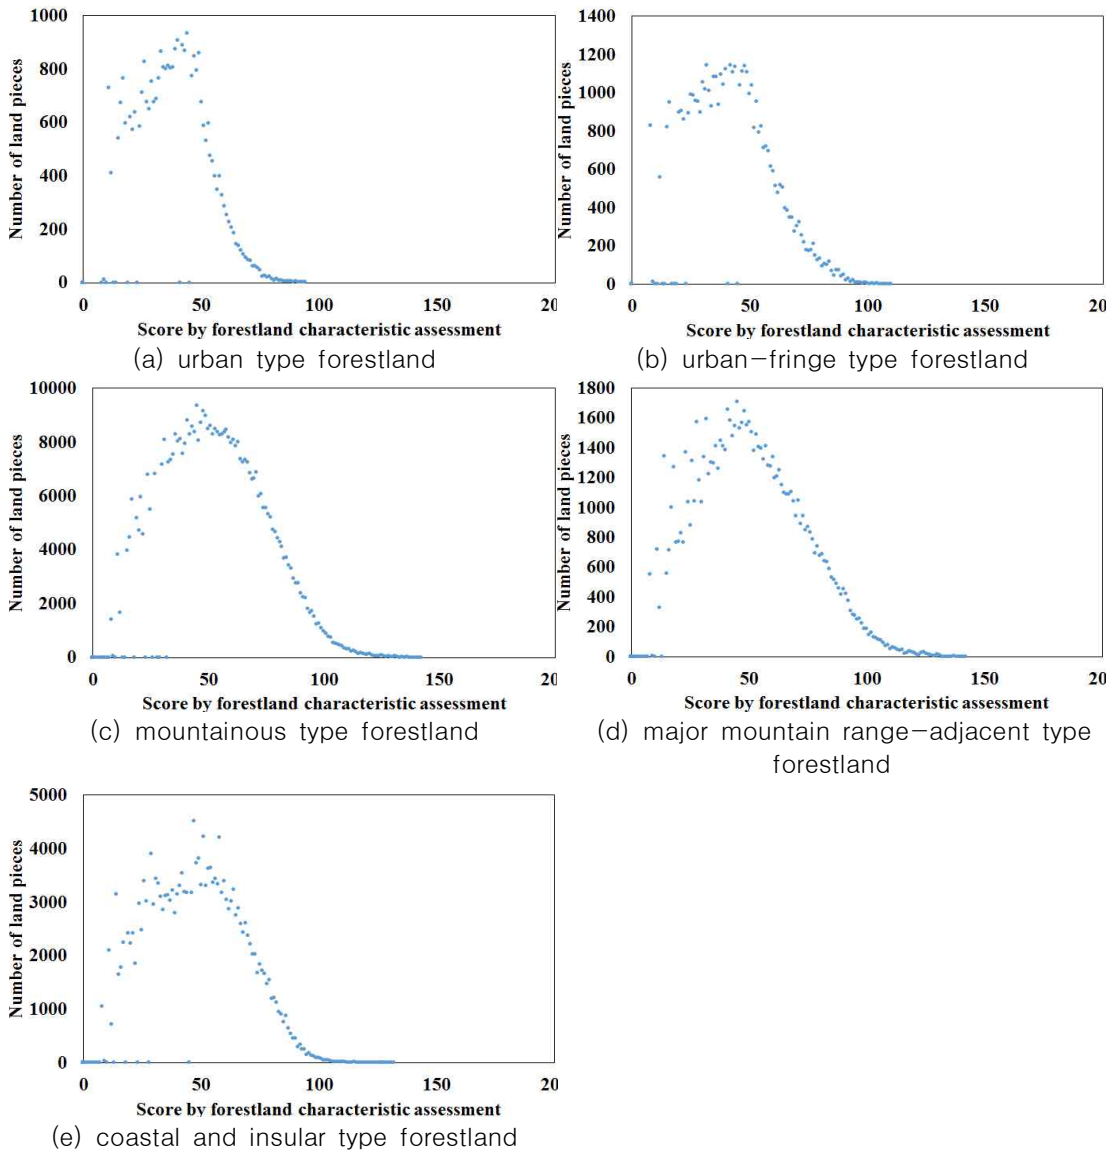 1000
800
600
400
200
0
Number of land pieces
0 50 100 150 20
Score by forestland characteristic assessment
(a) urban type forestland
1400
1200
1000
800
600
400
200
0
Number of land pieces
0 50 100 150 20
Score by forestland characteristic assessment
(b) urban-fringe type forestland
10000
8000
6000
4000
2000
0
Number of land pieces
0 50 100 150 20
Score by forestland characteristic assessment
(c) mountainous type forestland
1800
1600
1400
1200
1000
800
600
400
200
0
Number of land pieces
0 50 100 150 20
Score by forestland characteristic assessment
(d) major mountain range-adjacent type
forestland
5000
4000
3000
2000
1000
0
Number of land pieces
0 50 100 150 20
Score by forestland characteristic assessment
(e) coastal and insular type forestland